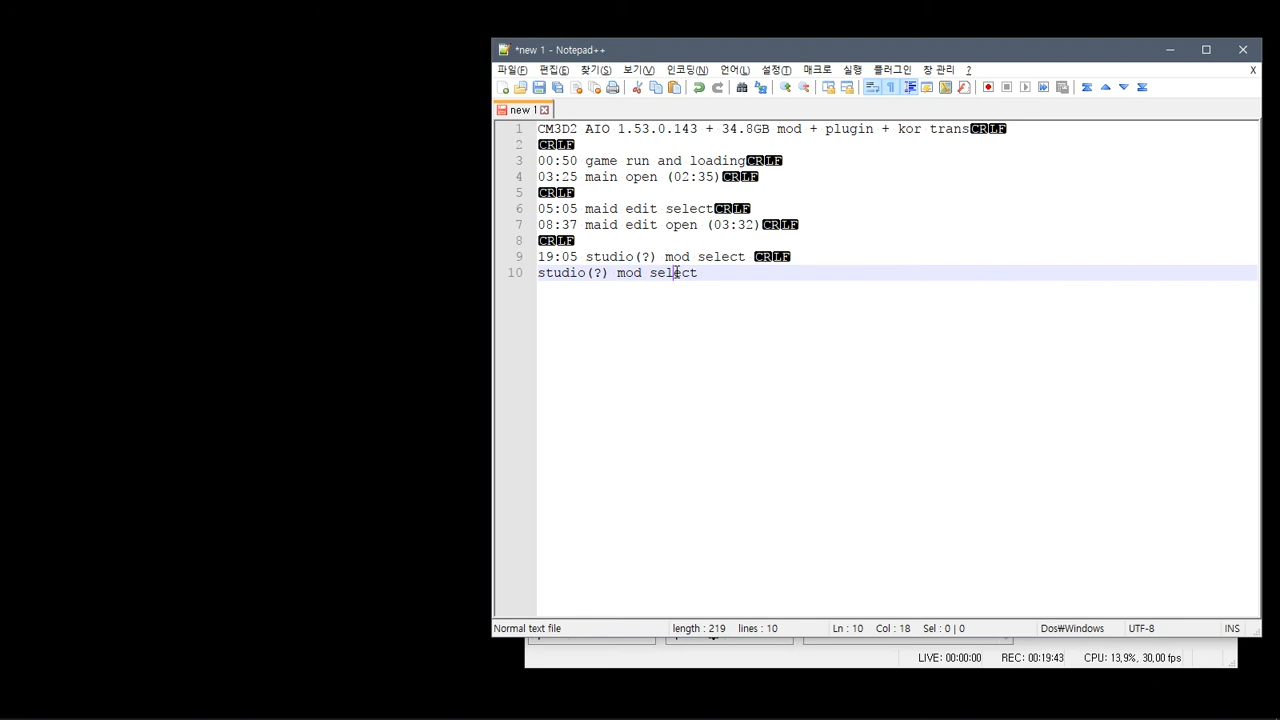 *new 1 - Notepad++
파일(F) 편집(E) 찾기(S) 보기(V) 인코딩(N) 언어(L) 설정(T) 매크로 실행 플러그인 창 관리 ? X
new 1
1 CM3D2 AIO 1.53.0.143 + 34.8GB mod + plugin + kor transCRLF
2 CRLF
3 00:50 game run and loadingCRLF
4 03:25 main open (02:35)CRLF
5 CRLF
6 05:05 maid edit selectCRLF
7 08:37 maid edit open (03:32)CRLF
8 CRLF
9 19:05 studio(?) mod select CRLF
10 studio(?) mod select
Normal text file length : 219 lines : 10 Ln : 10 Col : 18 Sel : 0 | 0 Dos₩Windows UTF-8 INS
LIVE: 00:00:00 REC: 00:19:43 CPU: 13,9%, 30,00 fps